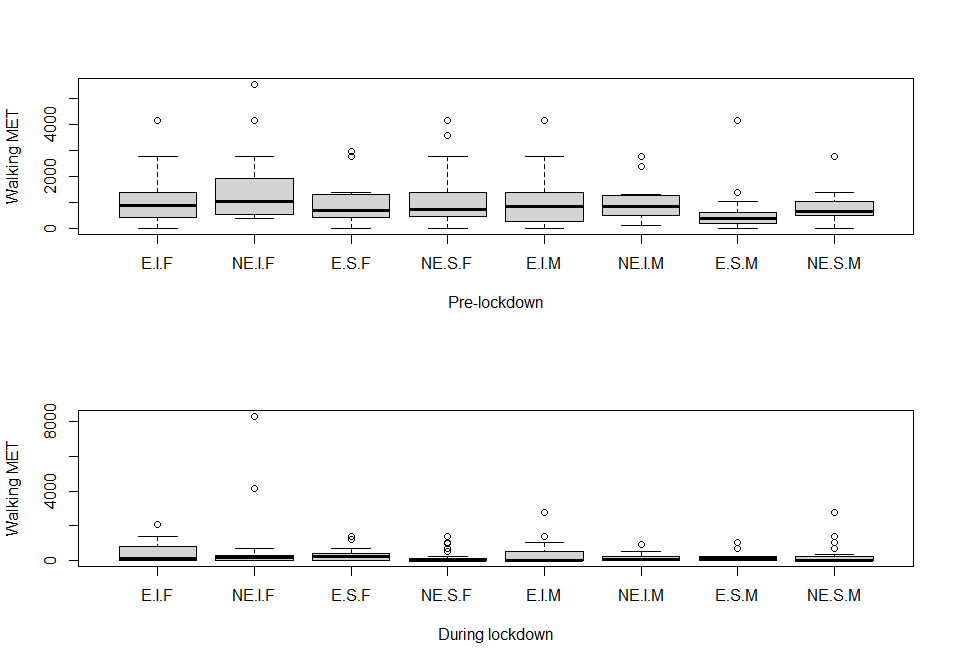 Walking MET
4000
2000
0
E.I.F NE.I.F E.S.F NE.S.F E.I.M NE.I.M E.S.M NE.S.M
Pre-lockdown
Walking MET
8000
4000
0
E.I.F NE.I.F E.S.F NE.S.F E.I.M NE.I.M E.S.M NE.S.M
During lockdown